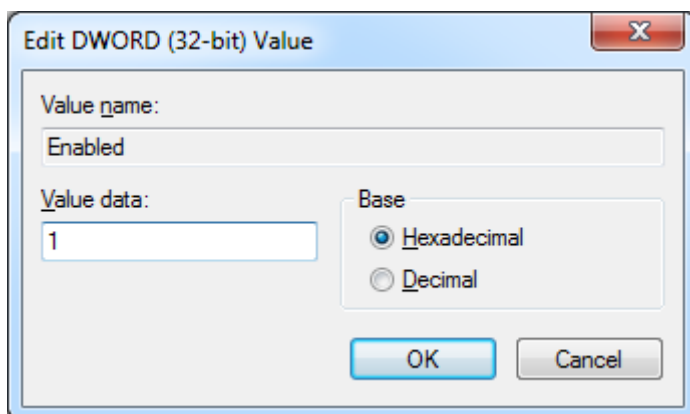 Edit DWORD (32-bit) Value
Value name:
Enabled
Value data:
1
Base
Hexadecimal
Decimal
OK
Cancel